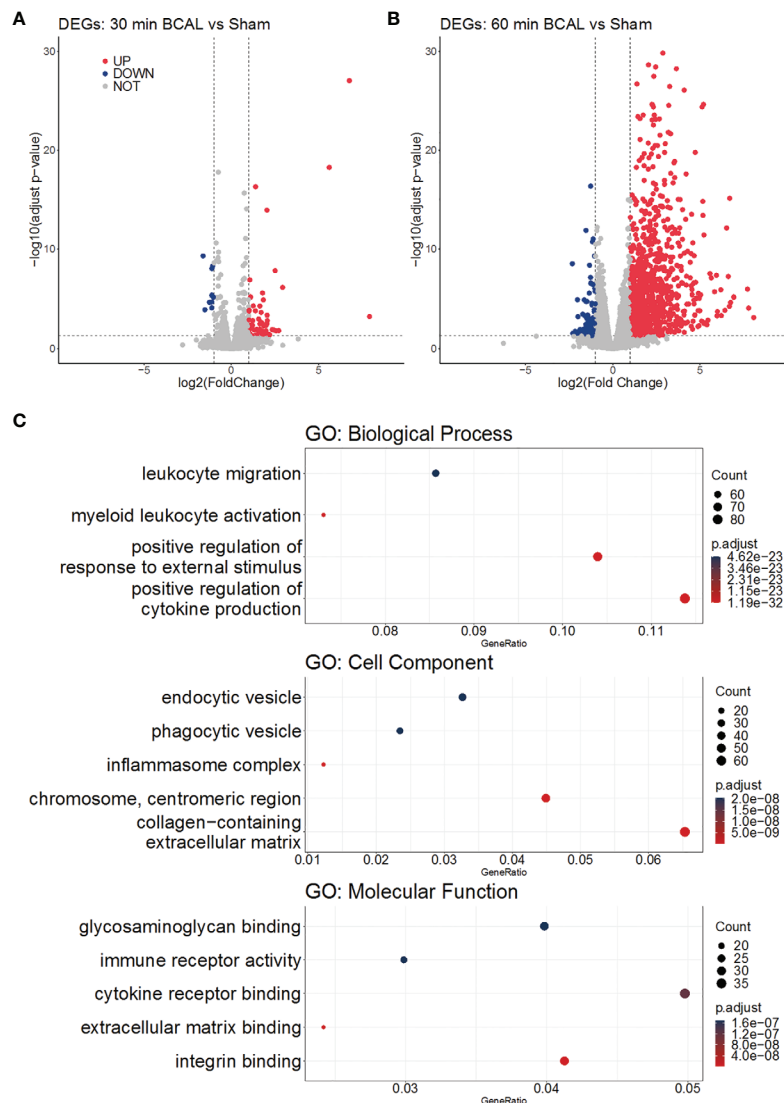 A
DEGs: 30 min BCAL vs Sham
30
20
10
0
−log10(adjust p−value)
UP
DOWN
NOT
−5
0
5
log2(FoldChange)
B
DEGs: 60 min BCAL vs Sham
30
20
10
0
−log10(adjust p−value)
−5
0
5
log2(Fold Change)
C
GO: Biological Process
leukocyte migration
myeloid leukocyte activation
positive regulation of
response to external stimulus
positive regulation of
cytokine production
0.08
0.09
0.10
0.11
GeneRatio
Count
60
70
80
p.adjust
4.62e−23
3.46e−23
2.31e−23
1.15e−23
1.19e−32
GO: Cell Component
endocytic vesicle
phagocytic vesicle
inflammasome complex
chromosome, centromeric region
collagen−containing
extracellular matrix
0.01
0.02
0.03
0.04
0.05
0.06
GeneRatio
Count
20
30
40
50
60
p.adjust
2.0e−08
1.5e−08
1.0e−08
5.0e−09
GO: Molecular Function
glycosaminoglycan binding
immune receptor activity
cytokine receptor binding
extracellular matrix binding
integrin binding
0.03
0.04
0.05
GeneRatio
Count
20
25
30
35
p.adjust
1.6e−07
1.2e−07
8.0e−08
4.0e−08